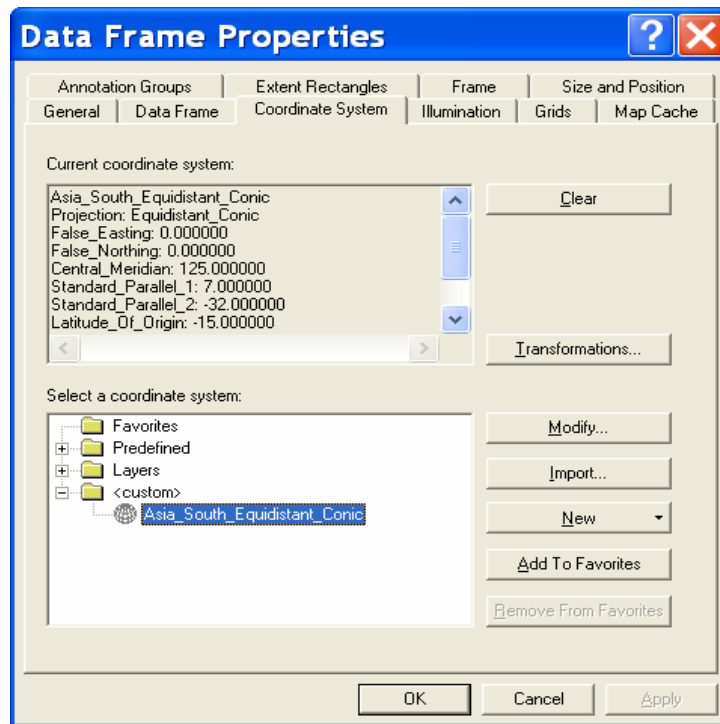 Data Frame Properties
?
Annotation Groups Extent Rectangles Frame Size and Position
General Data Frame Coordinate System Illumination Grids Map Cache
Current coordinate system:
Asia_South_Equidistant_Conic
Projection: Equidistant_Conic
False_Easting: 0.000000
False_Northing: 0.000000
Central_Meridian: 125.000000
Standard_Parallel_1: 7.000000
Standard_Parallel_2: -32.000000
Latitude_Of_Origin: -15.000000
Clear
Transformations...
Select a coordinate system:
Favorites
Predefined
Layers
<custom>
Asia_South_Equidistant_Conic
Modify...
Import...
New
Add To Favorites
Remove From Favorites
OK Cancel Apply